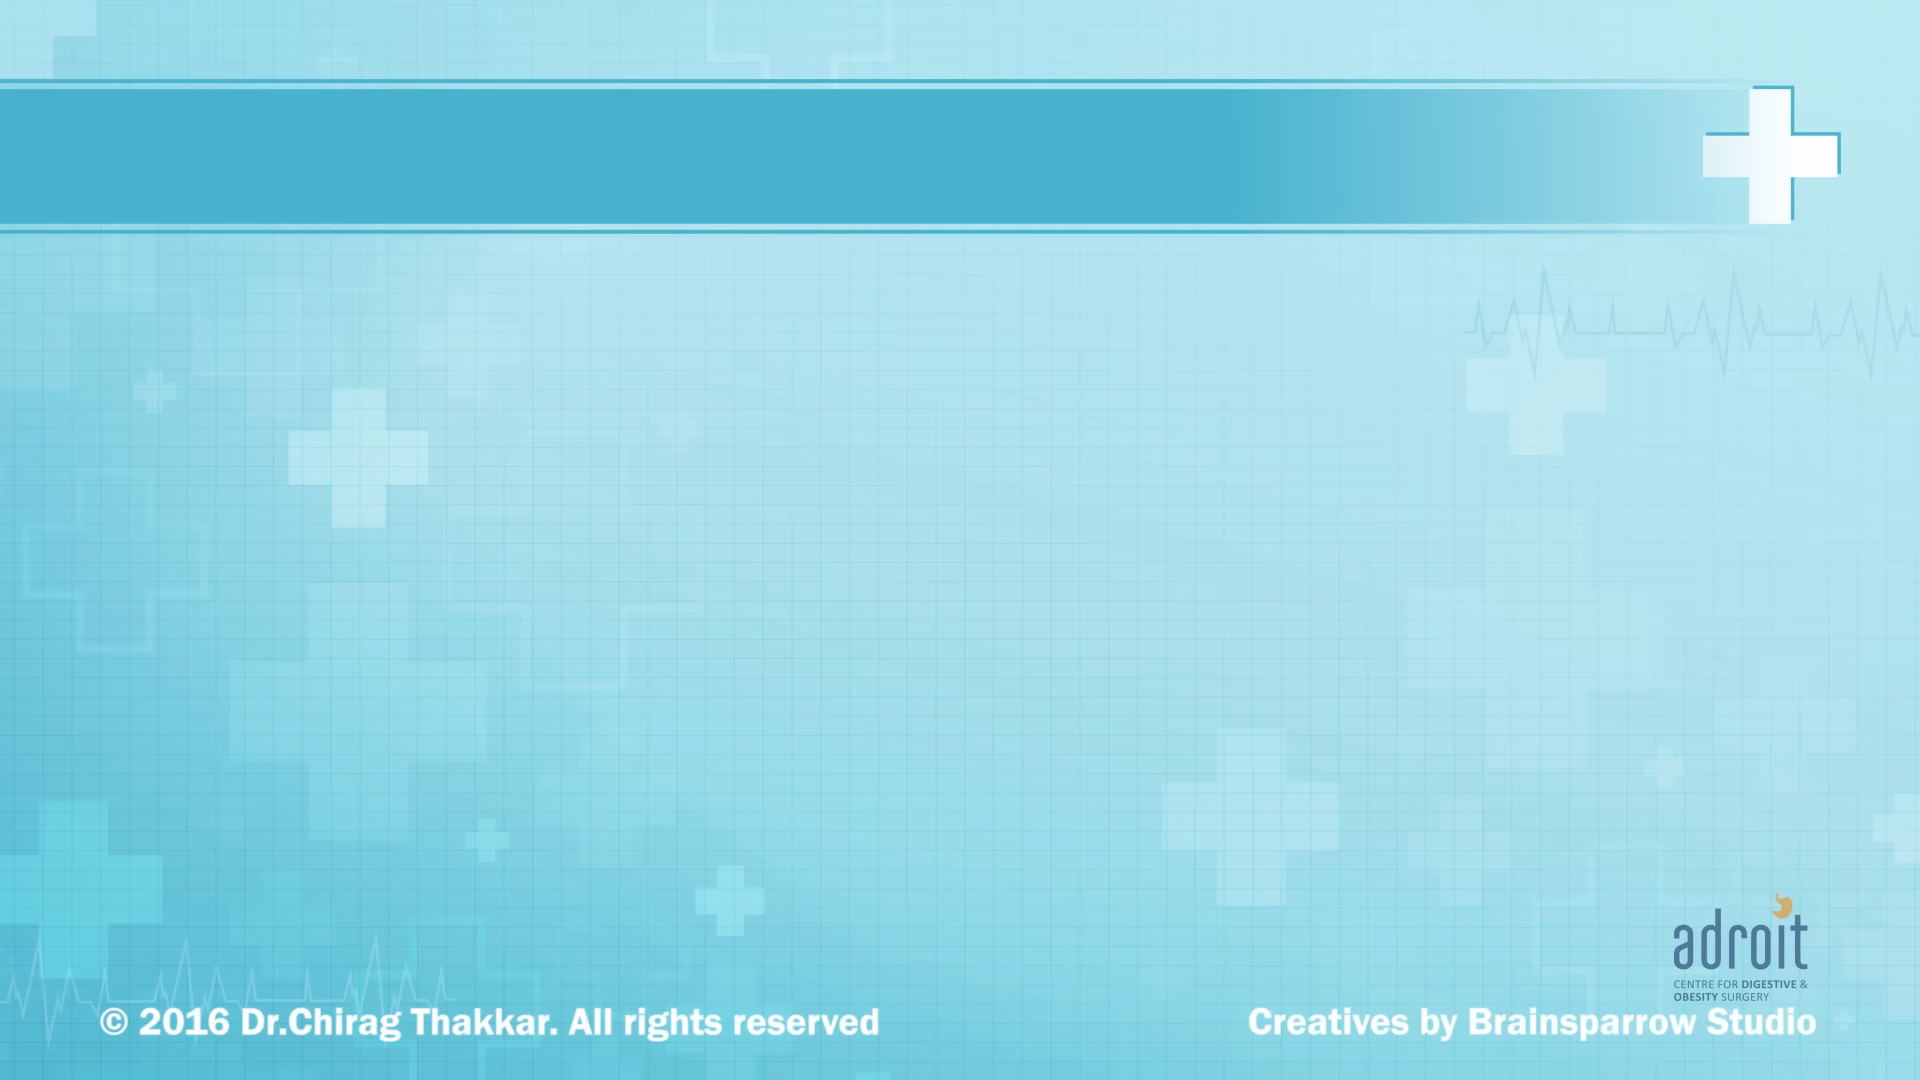 adroit
CENTRE FOR DIGESTIVE &
OBESITY SURGERY
© 2016 Dr.Chirag Thakkar. All rights reserved
Creatives by Brainsparrow Studio